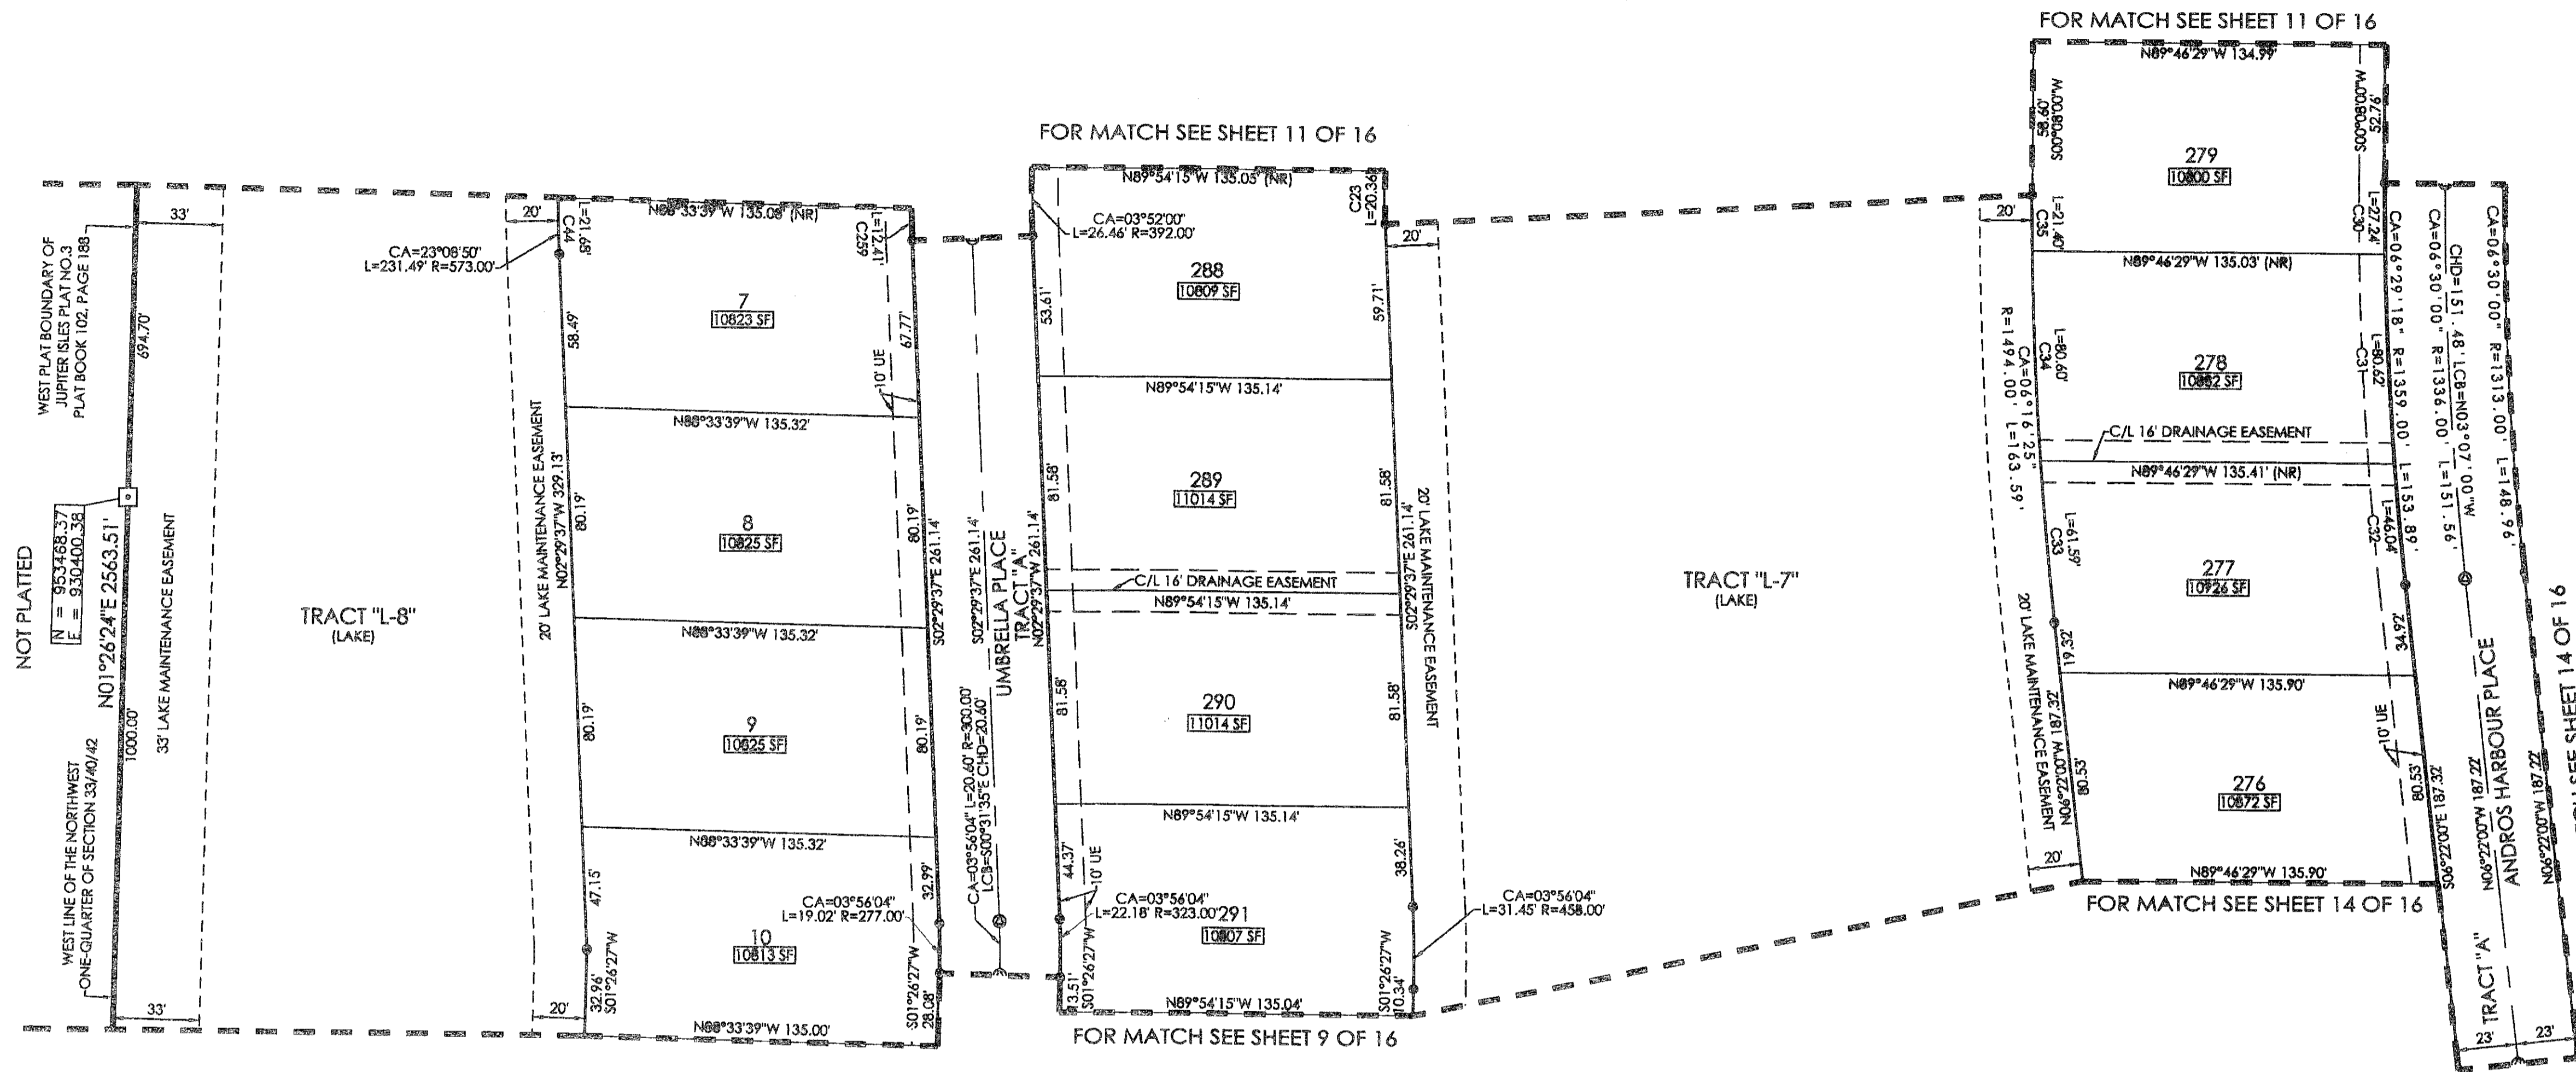 FOR MATCH SEE SHEET 11 OF 16
N89°46'29"W 134.99'
S00°08'00"W
58.60'
S00°08'00"W
52.76'
279
10800 SF
L=27.24'
C30
20'
C35
L=21.40'
N89°46'29"W 135.03' (NR)
278
10882 SF
L=80.60'
C34
CA=06°16'25"
R=1494.00' L=163.59'
L=80.62'
C31
C/L 16' DRAINAGE EASEMENT
N89°46'29"W 135.41' (NR)
277
10926 SF
L=61.59'
C33
L=46.04'
C32
34.92'
19.32'
20' LAKE MAINTENANCE EASEMENT
N06°22'00"W 187.32'
80.53'
N89°46'29"W 135.90'
276
10872 SF
10' UE
80.53'
S06°22'00"E 187.32'
20'
N89°46'29"W 135.90'
FOR MATCH SEE SHEET 14 OF 16
CA=06°29'18" R=1359.00' L=153.89'
CA=06°30'00" R=1336.00' L=151.56'
CHD=151.48' LCB=N03°07'00"W
CA=06°30'00" R=1313.00' L=148.96'
N06°22'00"W 187.22'
ANDROS HARBOUR PLACE
TRACT "A"
N06°22'00"W 187.22'
SEE SHEET 14 OF 16
23'
23'
FOR MATCH SEE SHEET 11 OF 16
N89°54'15"W 135.05' (NR)
C23
L=20.36'
CA=03°52'00"
L=26.46' R=392.00'
20'
288
10809 SF
53.61'
59.71'
N89°54'15"W 135.14'
289
11014 SF
81.58'
81.58'
C/L 16' DRAINAGE EASEMENT
N89°54'15"W 135.14'
N02°29'37"W 261.14'
S02°29'37"E 261.14'
20' LAKE MAINTENANCE EASEMENT
290
11014 SF
81.58'
81.58'
N89°54'15"W 135.14'
44.37'
10' UE
38.26'
CA=03°56'04"
L=22.18' R=323.00'
291
10807 SF
CA=03°56'04"
L=31.45' R=458.00'
13.51'
S01°26'27"W
S01°26'27"W
10.34'
N89°54'15"W 135.04'
FOR MATCH SEE SHEET 9 OF 16
TRACT "L-7"
(LAKE)
S02°29'37"E 261.14'
UMBRELLA PLACE
TRACT "A"
CA=03°56'04" L=20.60' R=300.00'
LCB=S00°31'35"E CHD=20.60'
20'
C44
L=21.68'
N88°33'39"W 135.08' (NR)
L=12.41'
C259
CA=23°08'50"
L=231.49' R=573.00'
7
10823 SF
58.49'
67.77'
10' UE
N88°33'39"W 135.32'
20' LAKE MAINTENANCE EASEMENT
N02°29'37"W 329.13'
80.19'
8
10825 SF
80.19'
S02°29'37"E 261.14'
N88°33'39"W 135.32'
80.19'
9
10825 SF
80.19'
N88°33'39"W 135.32'
47.15'
32.99'
CA=03°56'04"
L=19.02' R=277.00'
10
10813 SF
20'
32.96'
S01°26'27"W
S01°26'27"W
28.08'
N88°33'39"W 135.00'
TRACT "L-8"
(LAKE)
33'
WEST PLAT BOUNDARY OF
JUPITER ISLES PLAT NO.3
PLAT BOOK 102, PAGE 188
694.70'
NOT PLATTED
N = 953468.37
E = 930400.38
N01°26'24"E 2563.51'
33' LAKE MAINTENANCE EASEMENT
1000.00'
WEST LINE OF THE NORTHWEST
ONE-QUARTER OF SECTION 33/40/42
33'